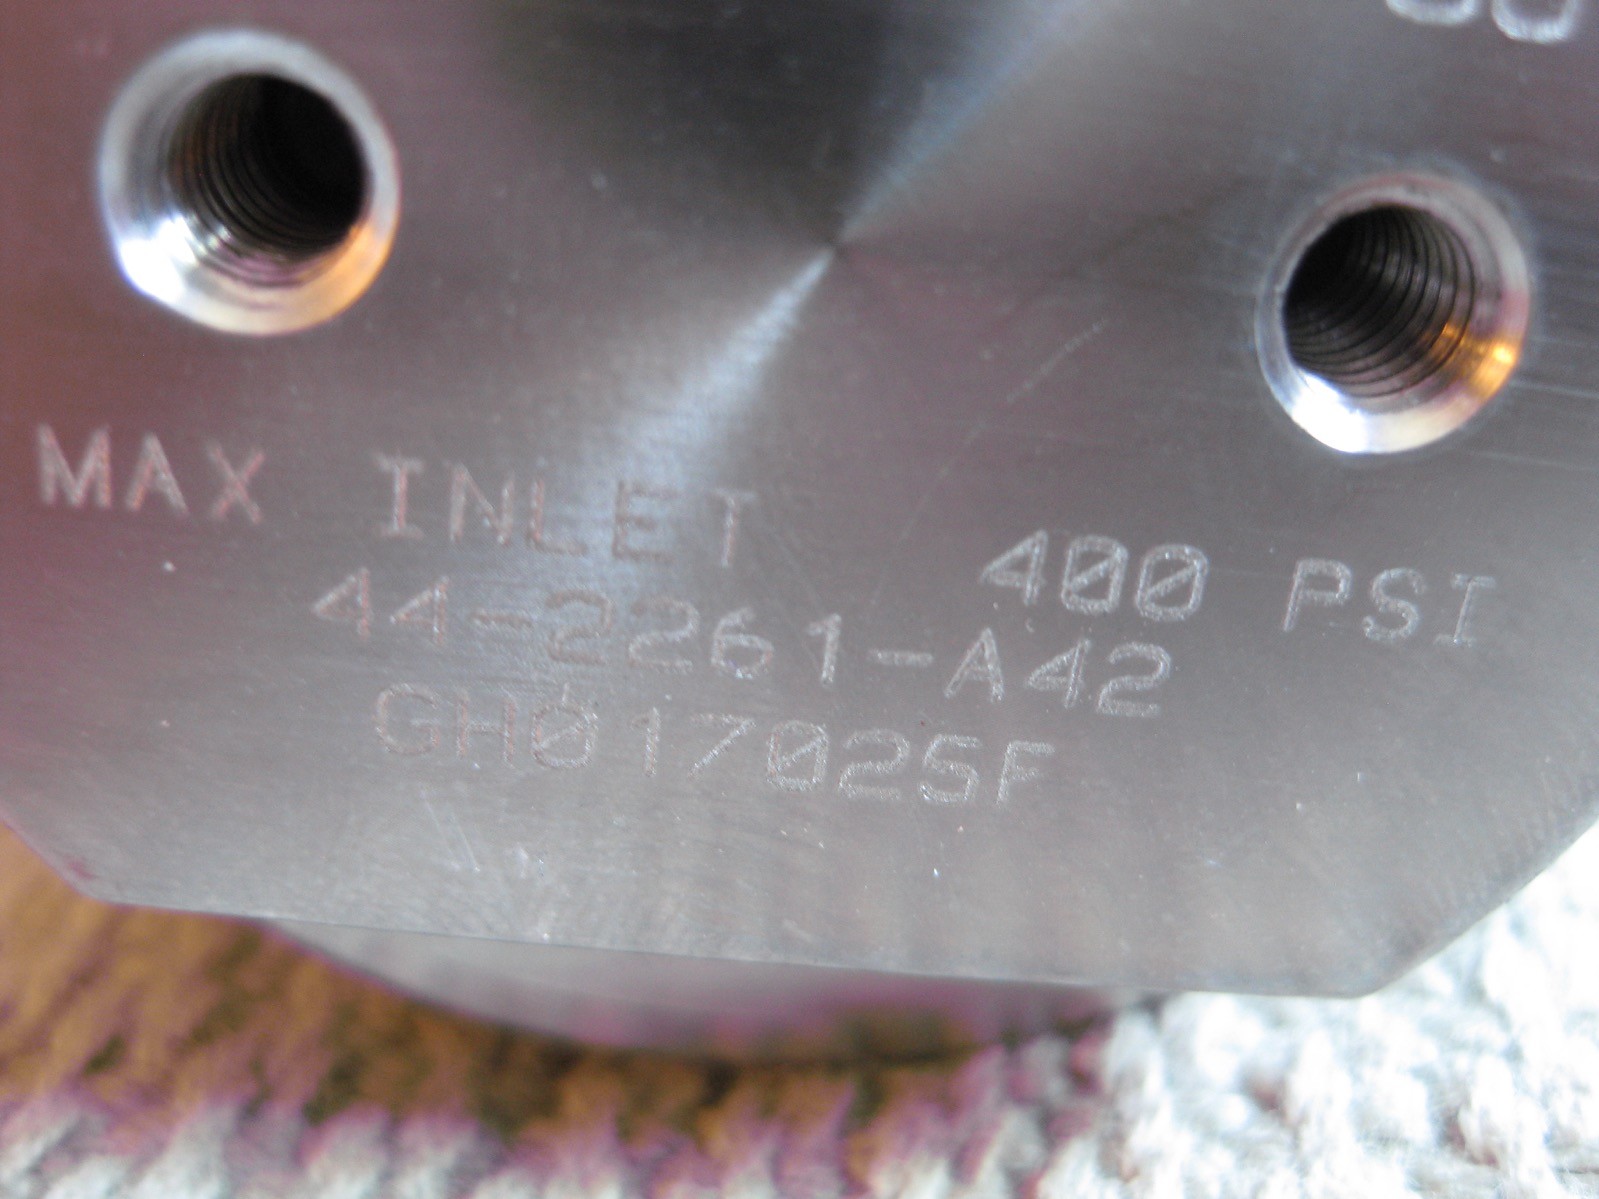 MAX INLET 400 PSI
44-2261-A42
GH017025F